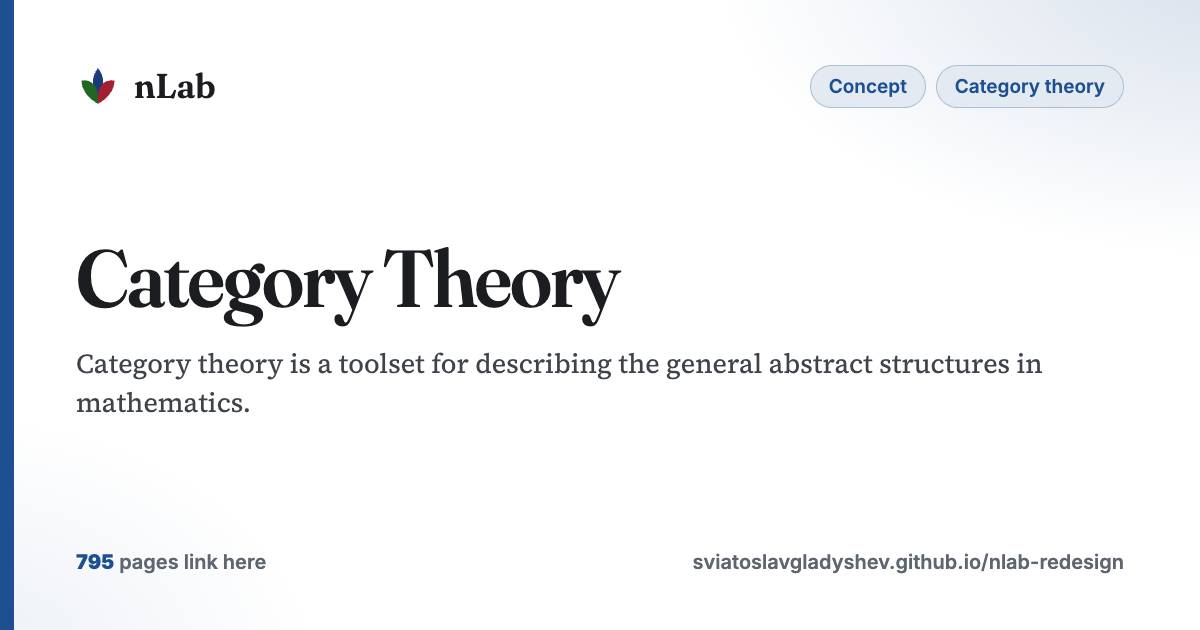 nLab
Concept
Category theory
Category Theory
Category theory is a toolset for describing the general abstract structures in
mathematics.
795 pages link here
sviatoslavgladyshev.github.io/nlab-redesign